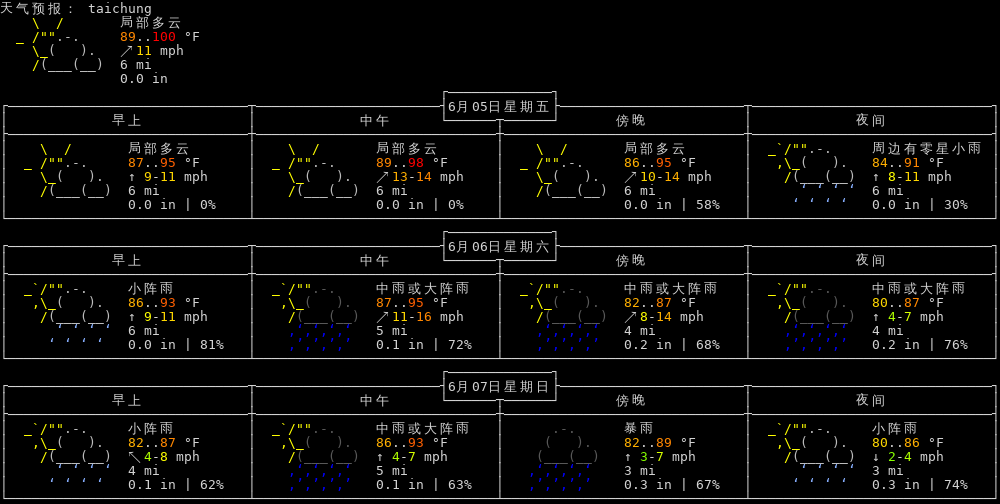 天气预报： taichung
局部多云
89..100 °F
↗11 mph
6 mi
0.0 in
6月05日星期五
早上 中午 傍晚 夜间
局部多云 局部多云 局部多云 周边有零星小雨
87..95 °F 89..98 °F 86..95 °F 84..91 °F
↑ 9-11 mph ↗13-14 mph ↗10-14 mph ↑ 8-11 mph
6 mi 6 mi 6 mi 6 mi
0.0 in | 0% 0.0 in | 0% 0.0 in | 58% 0.0 in | 30%
6月06日星期六
早上 中午 傍晚 夜间
小阵雨 中雨或大阵雨 中雨或大阵雨 中雨或大阵雨
86..93 °F 87..95 °F 82..87 °F 80..87 °F
↑ 9-11 mph ↗11-16 mph ↗8-14 mph ↑ 4-7 mph
6 mi 5 mi 4 mi 4 mi
0.0 in | 81% 0.1 in | 72% 0.2 in | 68% 0.2 in | 76%
6月07日星期日
早上 中午 傍晚 夜间
小阵雨 中雨或大阵雨 暴雨 小阵雨
82..87 °F 86..93 °F 82..89 °F 80..86 °F
↖4-8 mph ↑ 4-7 mph ↑ 3-7 mph ↓ 2-4 mph
4 mi 5 mi 3 mi 3 mi
0.1 in | 62% 0.1 in | 63% 0.3 in | 67% 0.3 in | 74%